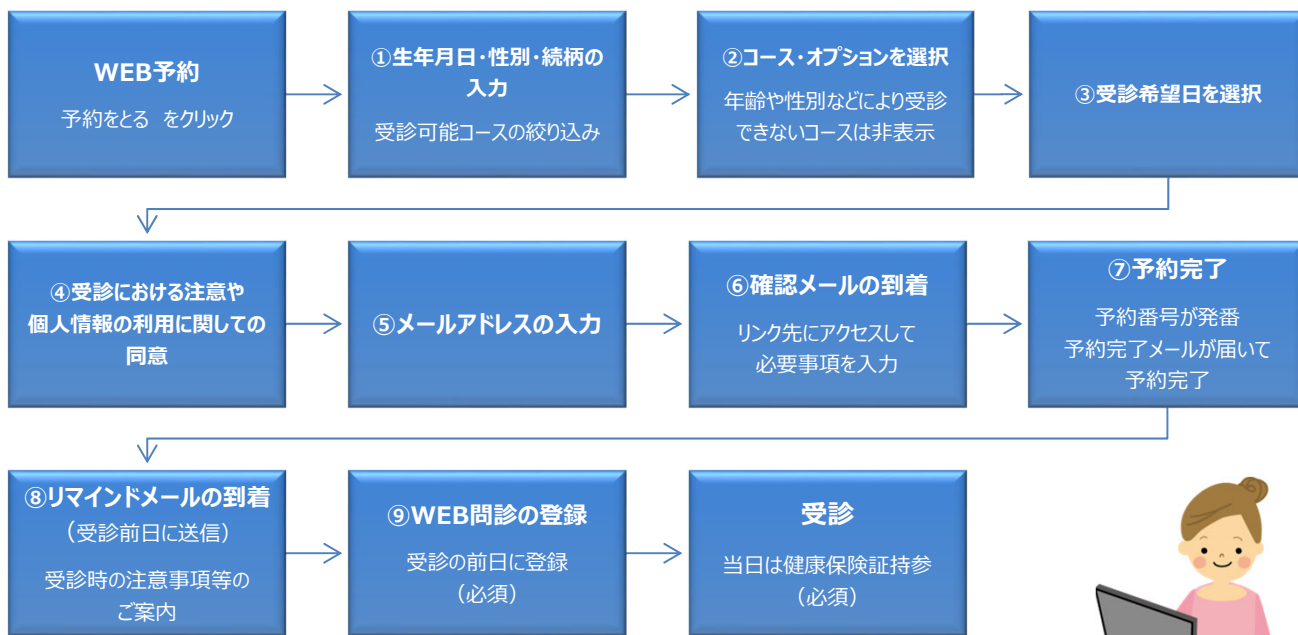 WEB予約
予約をとる をクリック
①生年月日・性別・続柄の
入力
受診可能コースの絞り込み
②コース・オプションを選択
年齢や性別などにより受診
できないコースは非表示
③受診希望日を選択
④受診における注意や
個人情報の利用に関しての
同意
⑤メールアドレスの入力
⑥確認メールの到着
リンク先にアクセスして
必要事項を入力
⑦予約完了
予約番号が発番
予約完了メールが届いて
予約完了
⑧リマインドメールの到着
（受診前日に送信）
受診時の注意事項等の
ご案内
⑨WEB問診の登録
受診の前日に登録
（必須）
受診
当日は健康保険証持参
（必須）